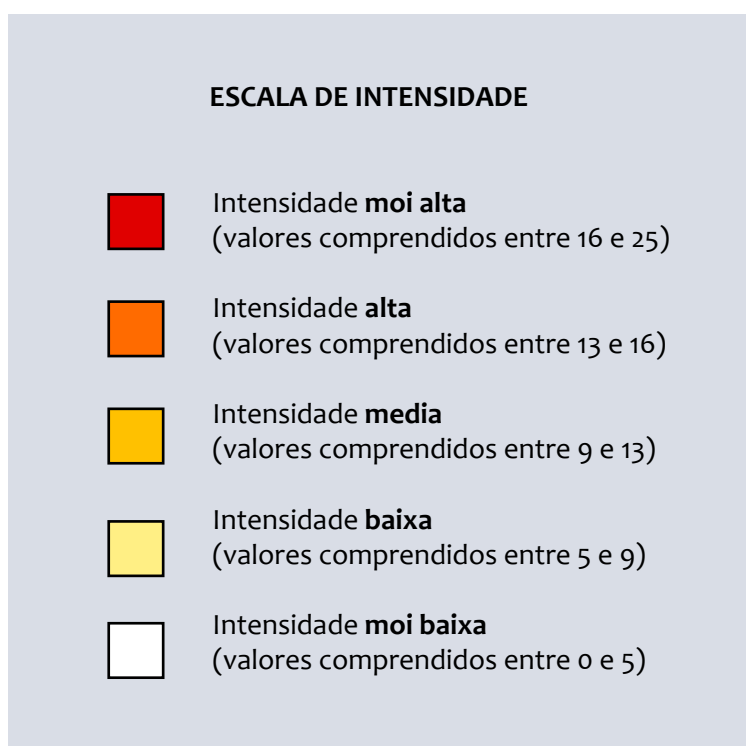 ESCALA DE INTENSIDADE
Intensidade moi alta
(valores comprendidos entre 16 e 25)
Intensidade alta
(valores comprendidos entre 13 e 16)
Intensidade media
(valores comprendidos entre 9 e 13)
Intensidade baixa
(valores comprendidos entre 5 e 9)
Intensidade moi baixa
(valores comprendidos entre 0 e 5)